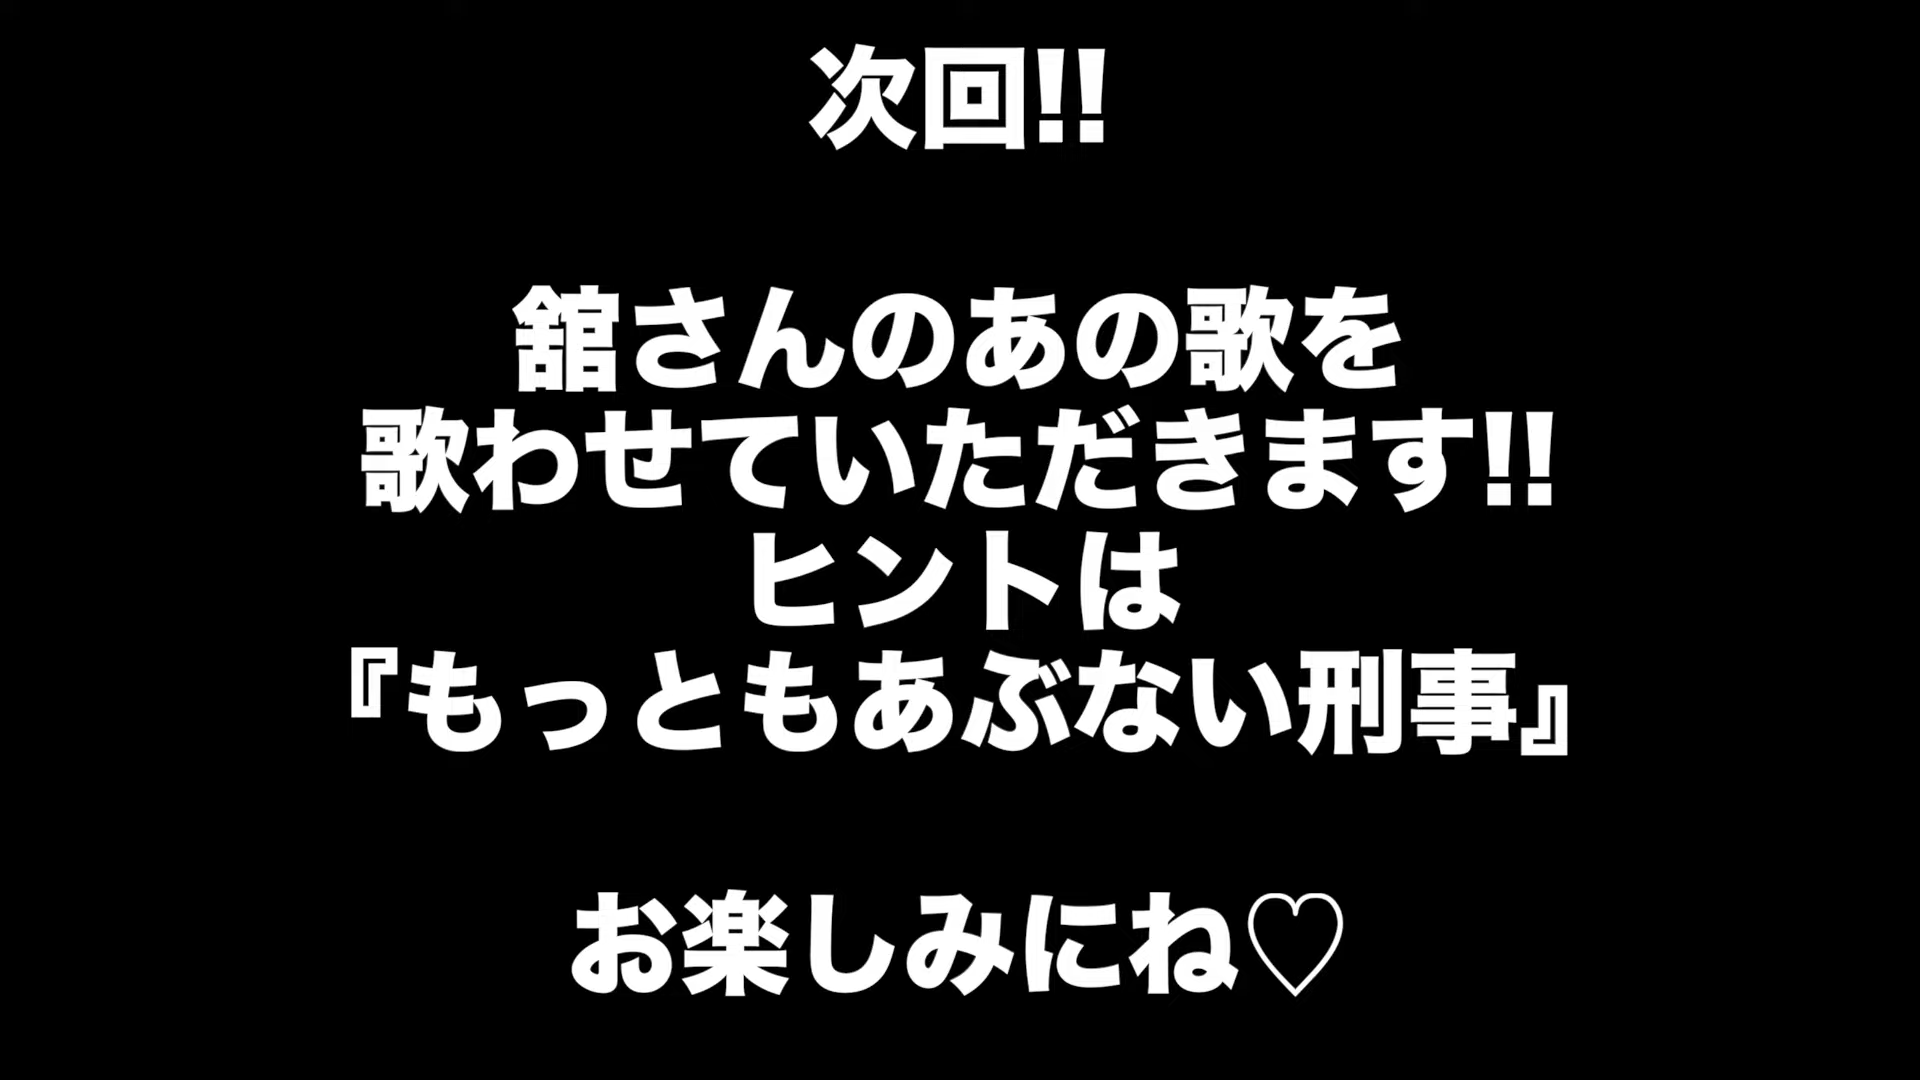 次回!!
舘さんのあの歌を
歌わせていただきます!!
ヒントは
『もっともあぶない刑事』
お楽しみにね♡